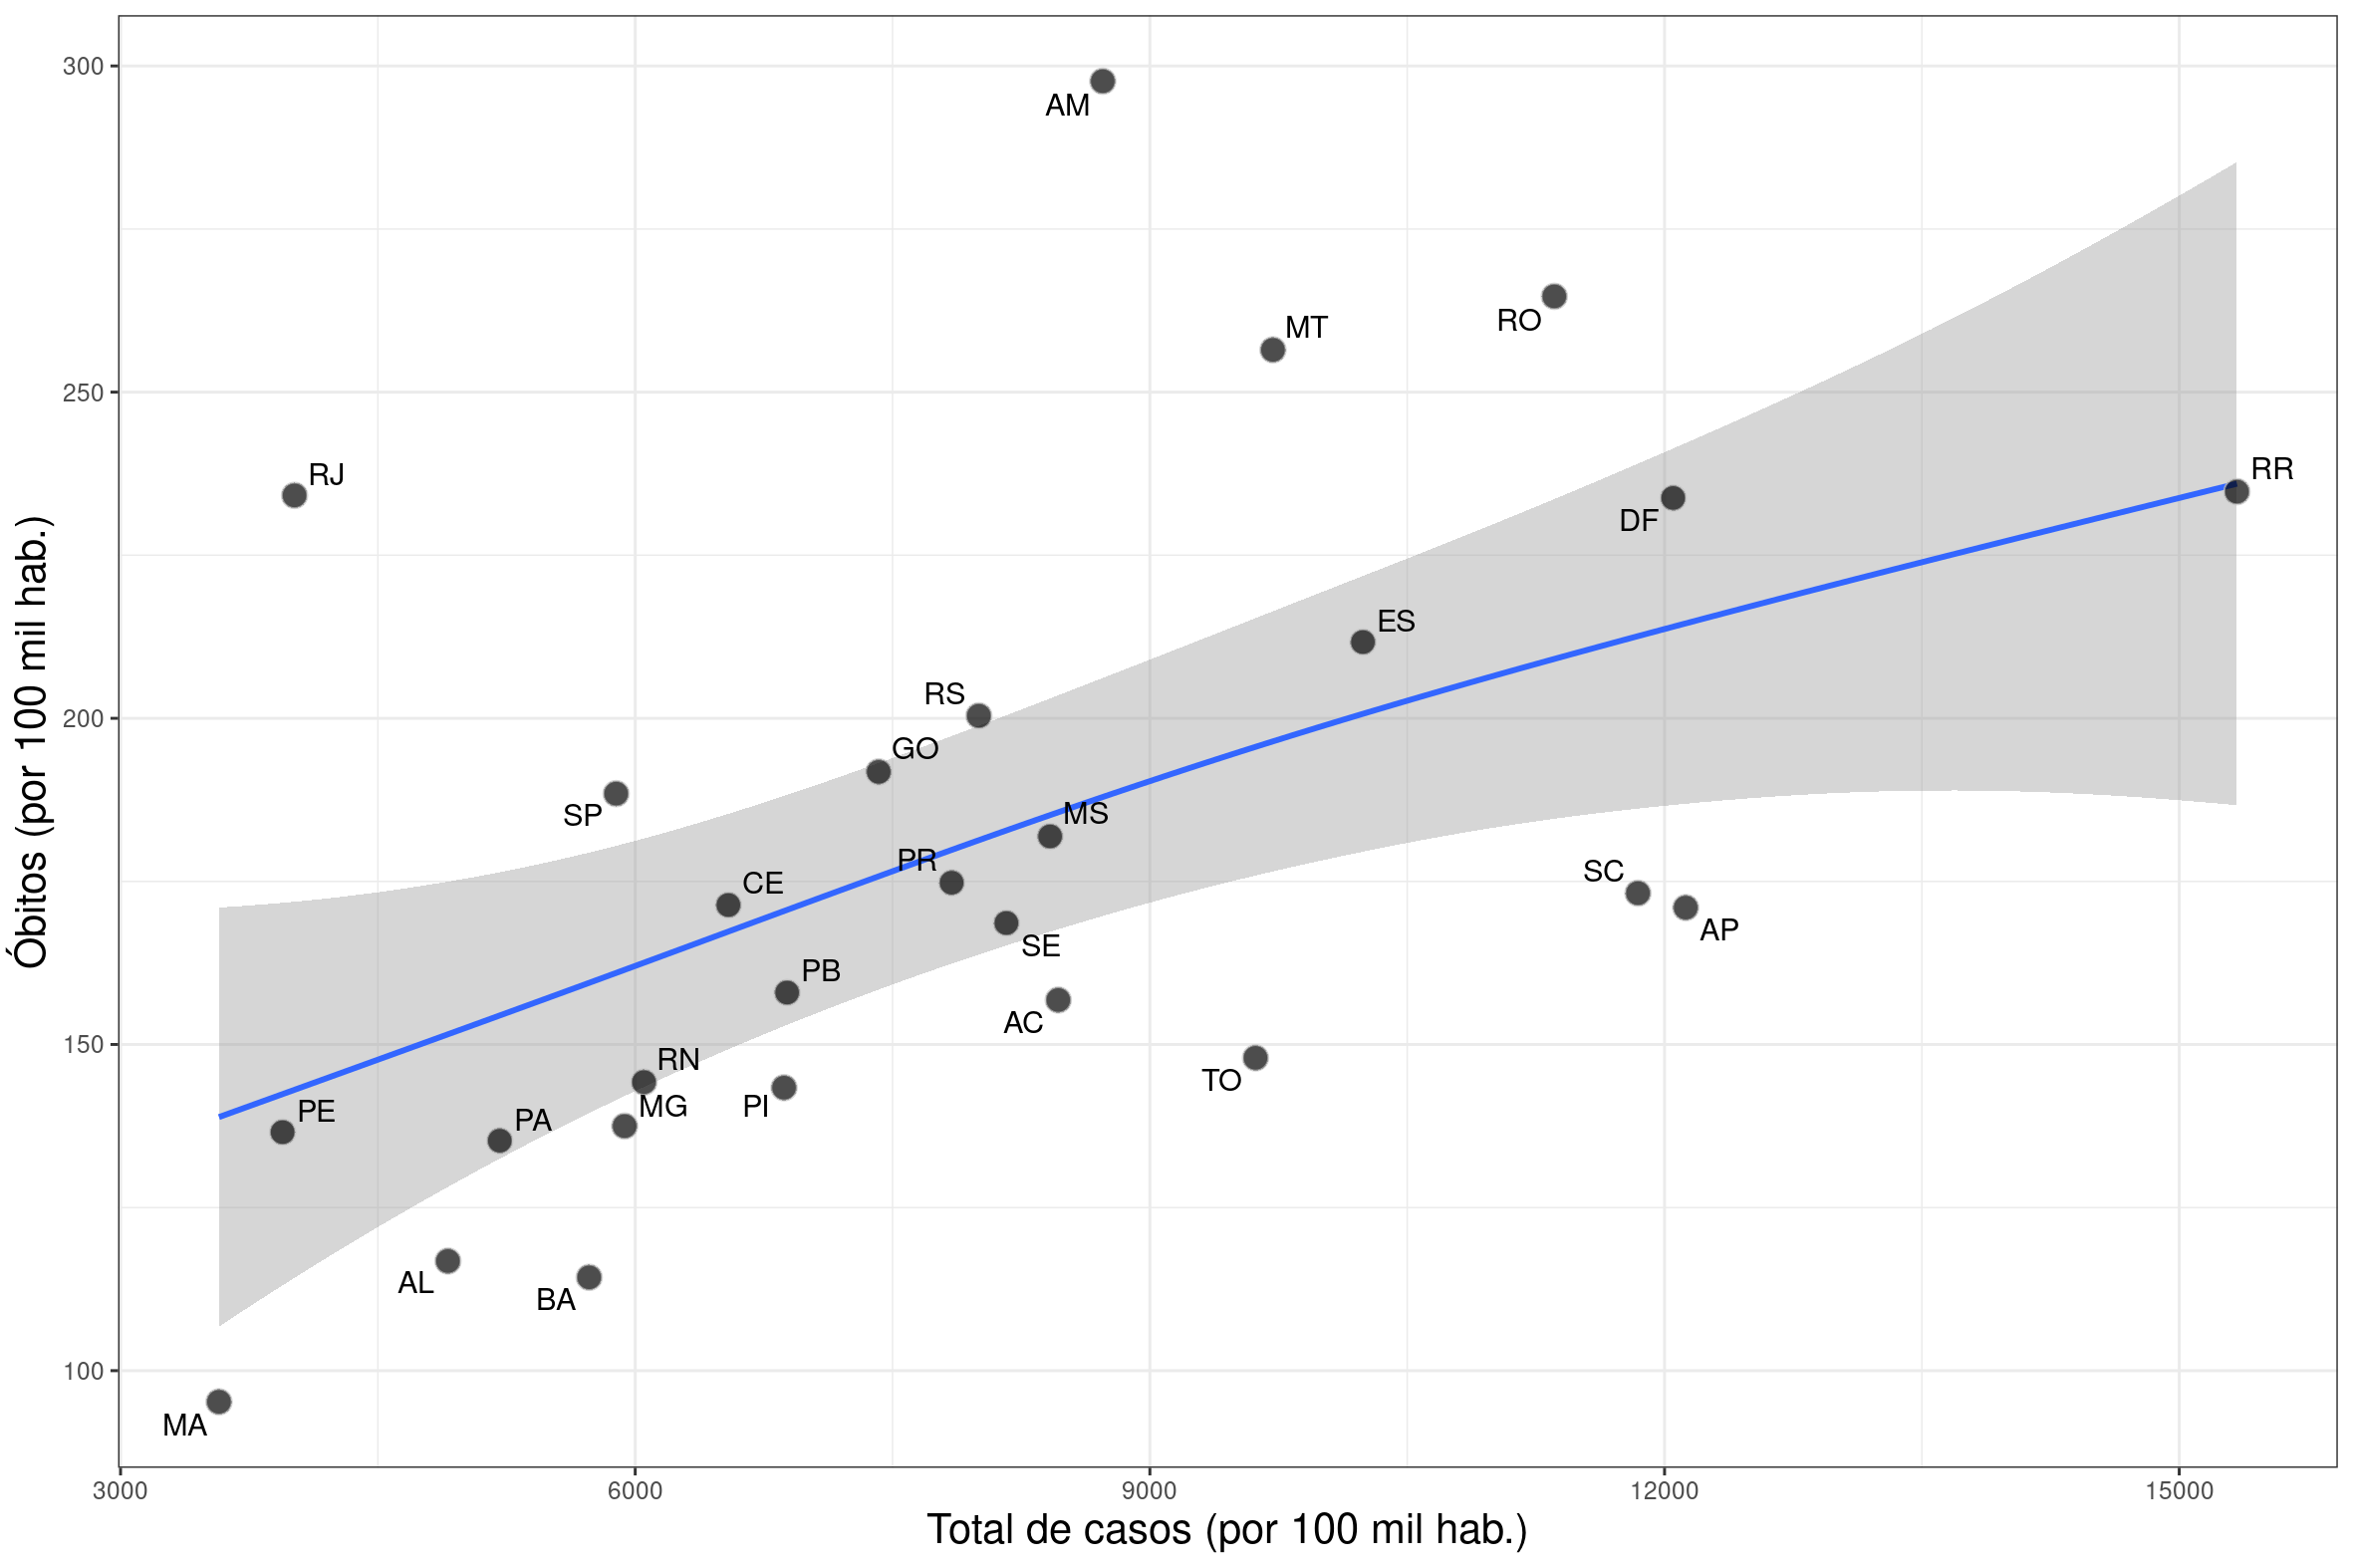 300
AM
MT
RO
250
RJ
RR
DF
ES
RS
200
GO
SP
MS
PR
CE
SC
AP
SE
PB
AC
150
RN
TO
MG
PI
PE
PA
AL
BA
100
MA
3000 6000 9000 12000 15000
Total de casos (por 100 mil hab.)
Óbitos (por 100 mil hab.)